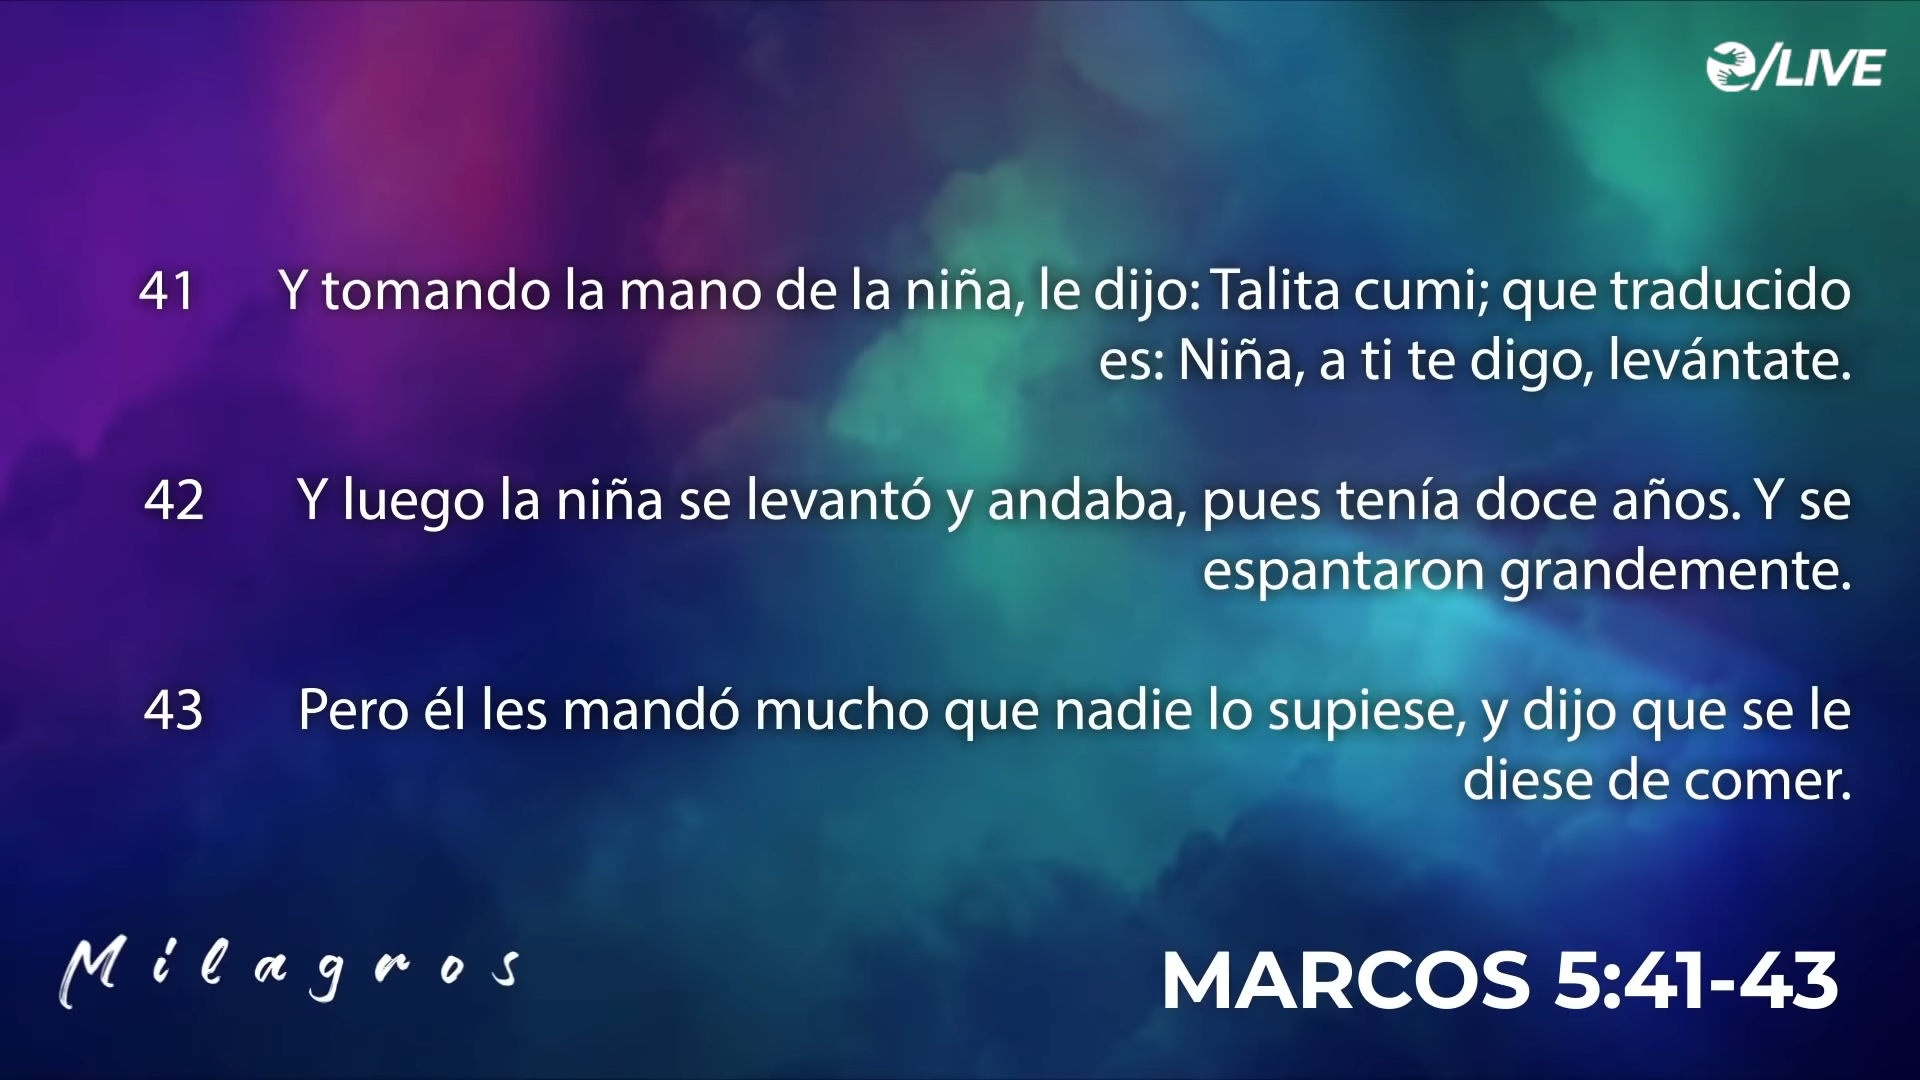 /LIVE
41 Y tomando la mano de la niña, le dijo: Talita cumi; que traducido
es: Niña, a ti te digo, levántate.
42 Y luego la niña se levantó y andaba, pues tenía doce años. Y se
espantaron grandemente.
43 Pero él les mandó mucho que nadie lo supiese, y dijo que se le
diese de comer.
Milagros
MARCOS 5:41-43